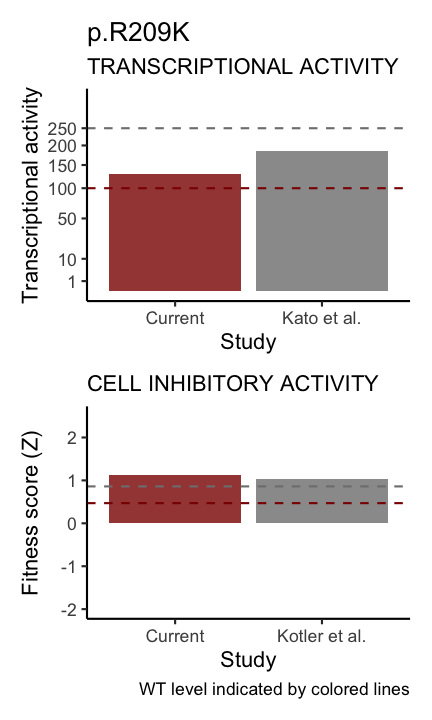 p.R209K
TRANSCRIPTIONAL ACTIVITY
Transcriptional activity
250
200
150
100
50
10
1
Current
Kato et al.
Study
CELL INHIBITORY ACTIVITY
Fitness score (Z)
2
1
0
-1
-2
Current
Kotler et al.
Study
WT level indicated by colored lines